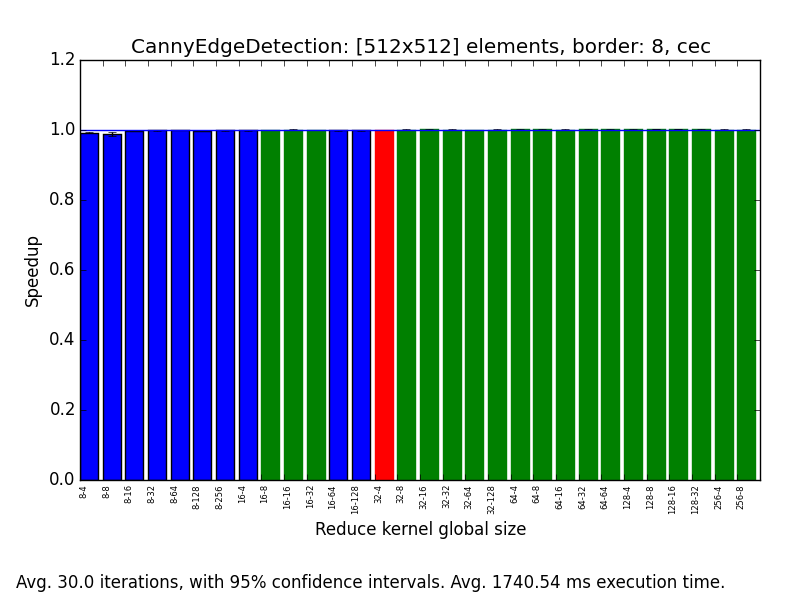 CannyEdgeDetection: [512x512] elements, border: 8, cec
1.2
1.0
0.8
0.6
0.4
0.2
0.0
Speedup
8-4 8-8 8-16 8-32 8-64 8-128 8-256 16-4 16-8 16-16 16-32 16-64 16-128 32-4 32-8 32-16 32-32 32-64 32-128 64-4 64-8 64-16 64-32 64-64 128-4 128-8 128-16 128-32 256-4 256-8
Reduce kernel global size
Avg. 30.0 iterations, with 95% confidence intervals. Avg. 1740.54 ms execution time.